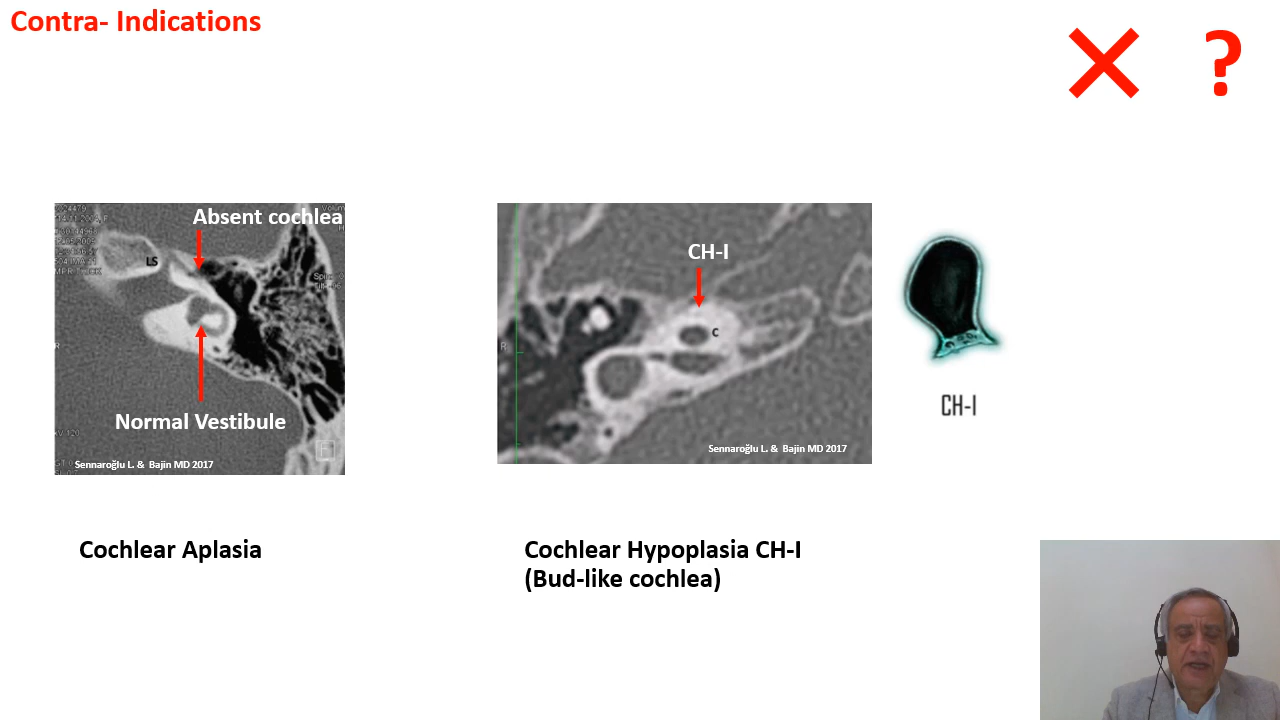 Contra- Indications
?
Absent cochlea
LS
R
Normal Vestibule
F
Sennaroğlu L. & Bajin MD 2017
CH-I
c
R
Sennaroğlu L. & Bajin MD 2017
CH-I
Cochlear Aplasia
Cochlear Hypoplasia CH-I
(Bud-like cochlea)